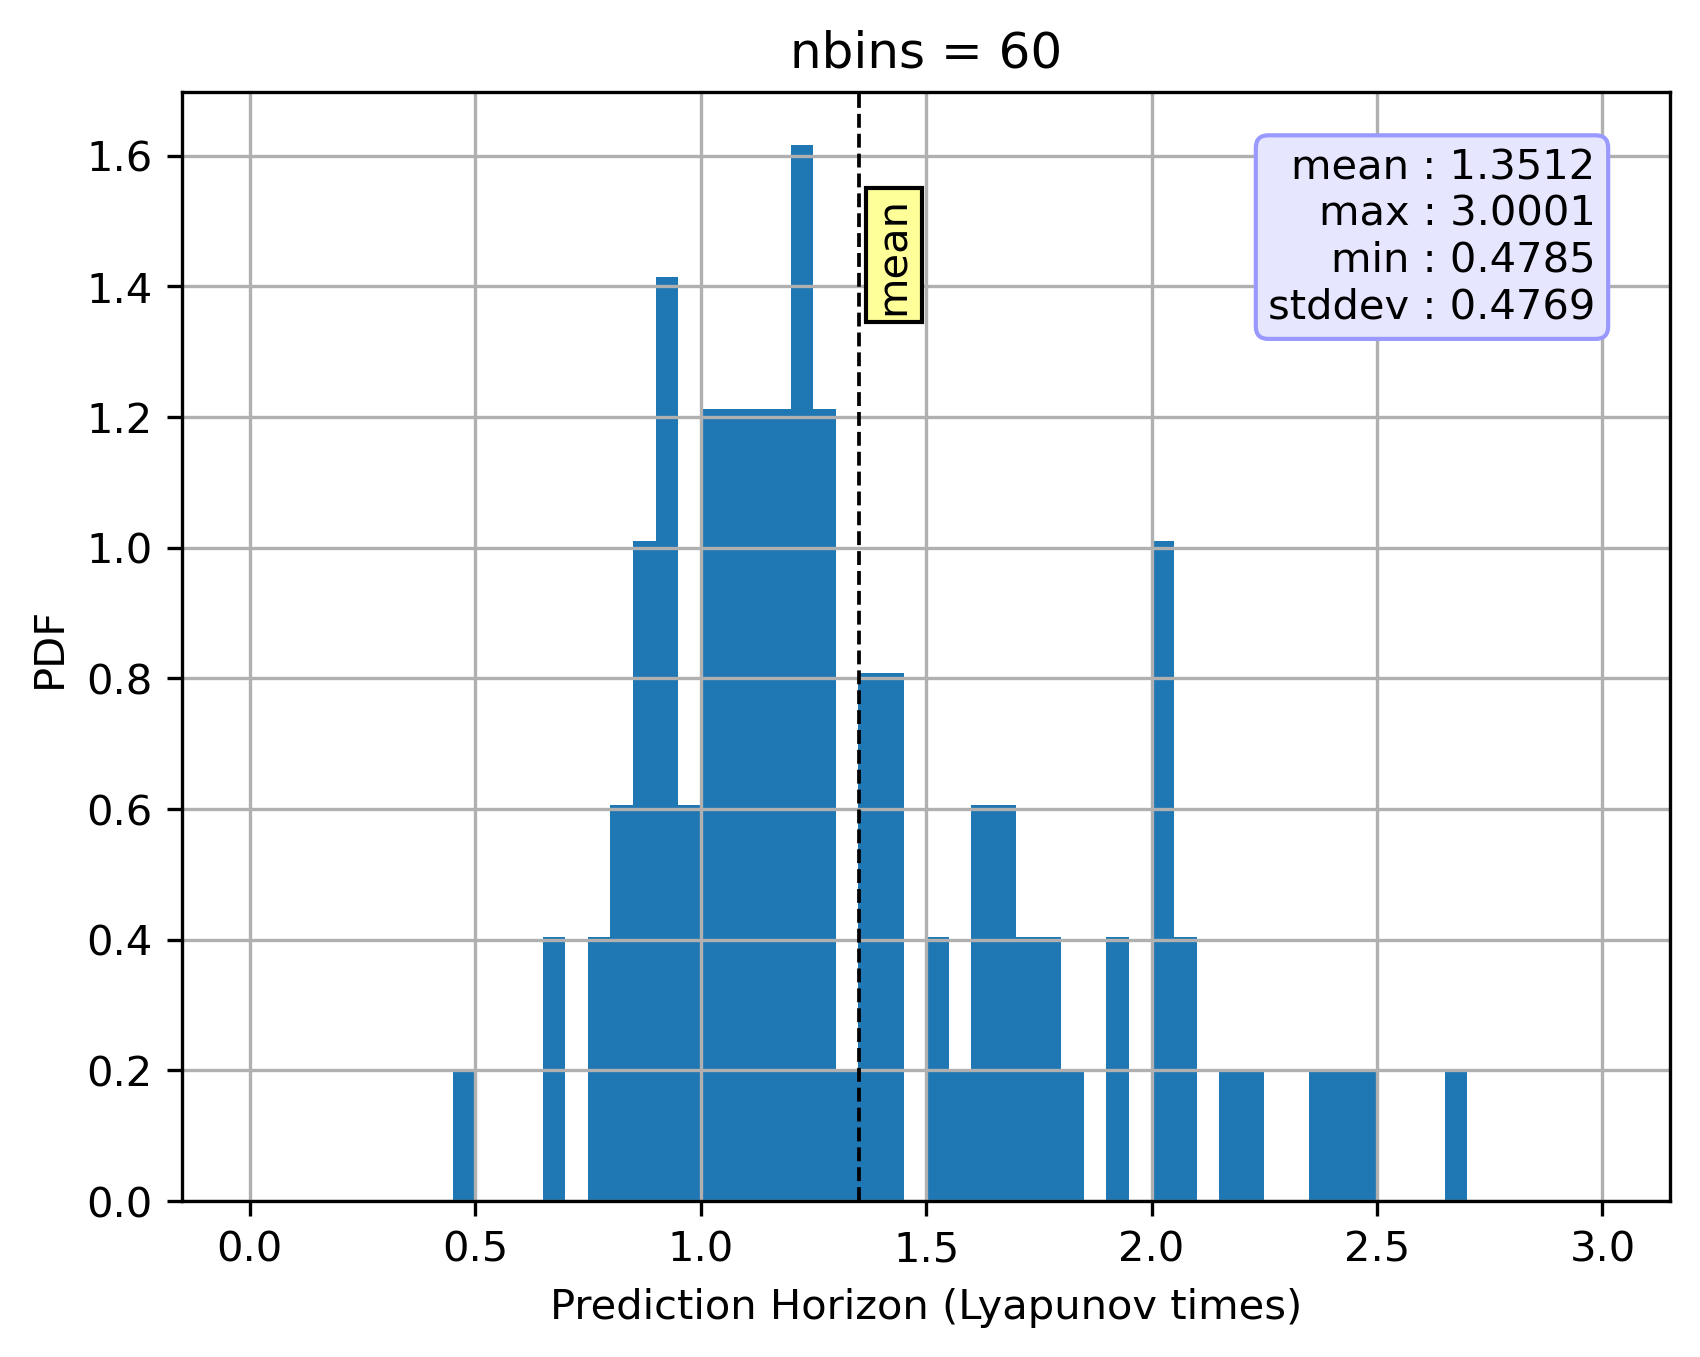 nbins = 60
mean : 1.3512
max : 3.0001
min : 0.4785
stddev : 0.4769
mean
PDF
1.6
1.4
1.2
1.0
0.8
0.6
0.4
0.2
0.0
0.0 0.5 1.0 1.5 2.0 2.5 3.0
Prediction Horizon (Lyapunov times)